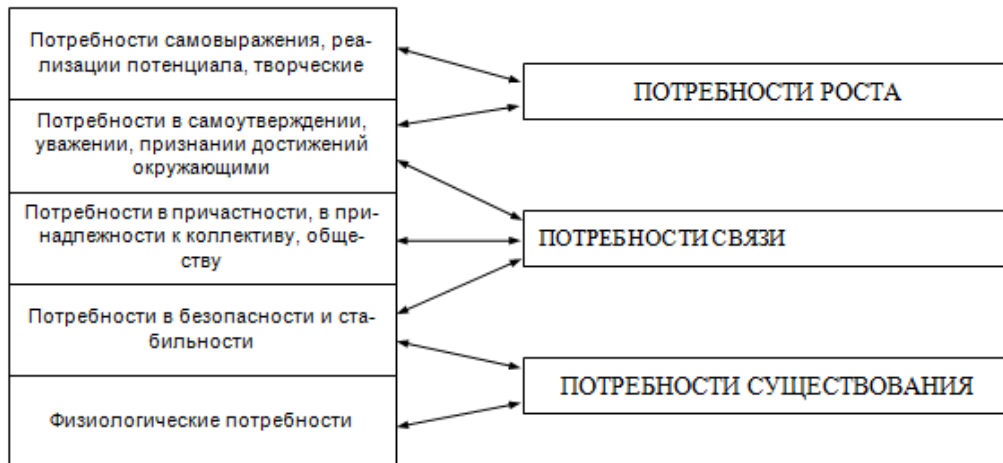 Потребности самовыражения, реа-
лизации потенциала, творческие
Потребности в самоутверждении,
уважении, признании достижений
окружающими
Потребности в причастности, в при-
надлежности к коллективу, обще-
ству
Потребности в безопасности и ста-
бильности
Физиологические потребности
ПОТРЕБНОСТИ РОСТА
ПОТРЕБНОСТИ СВЯЗИ
ПОТРЕБНОСТИ СУЩЕСТВОВАНИЯ